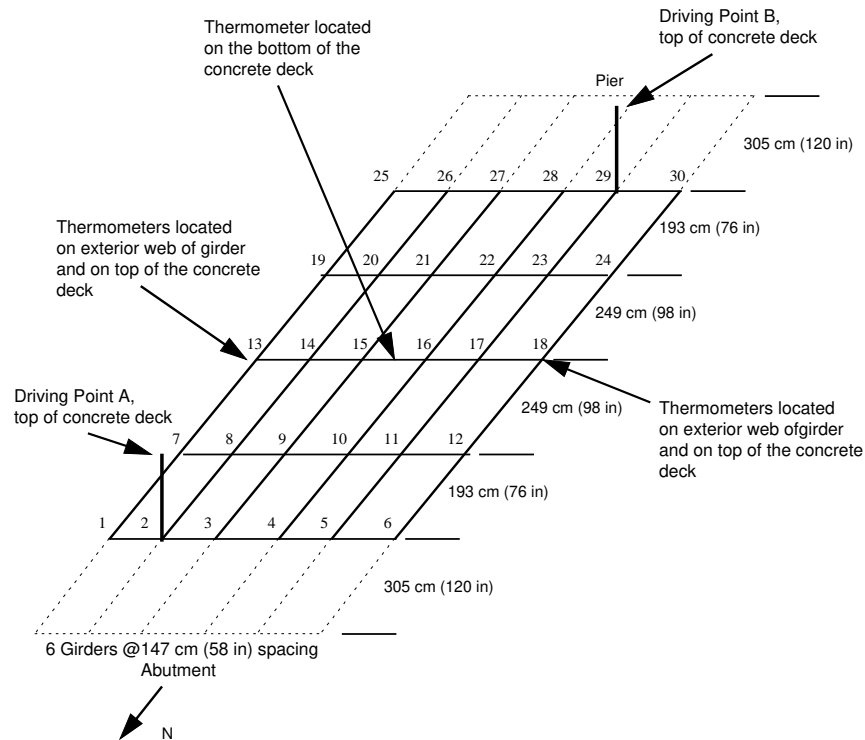 Thermometer located
on the bottom of the
concrete deck
Driving Point B,
top of concrete deck
Pier
305 cm (120 in)
25
26
27
28
29
30
193 cm (76 in)
Thermometers located
on exterior web of girder
and on top of the concrete
deck
19
20
21
22
23
24
249 cm (98 in)
13
14
15
16
17
18
249 cm (98 in)
Driving Point A,
top of concrete deck
Thermometers located
on exterior web ofgirder
and on top of the concrete
deck
7
8
9
10
11
12
193 cm (76 in)
1
2
3
4
5
6
305 cm (120 in)
6 Girders @147 cm (58 in) spacing
Abutment
N